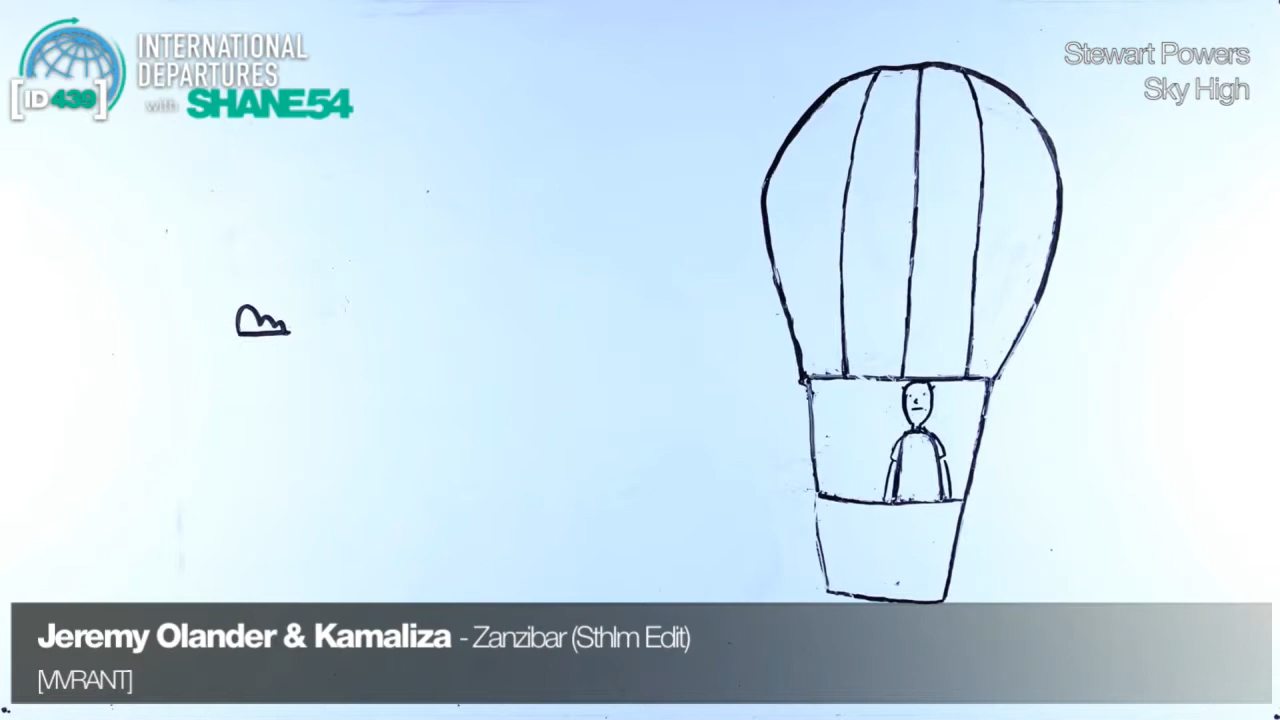 INTERNATIONAL
DEPARTURES
[ID439]
with SHANE54
Stewart Powers
Sky High
Jeremy Olander & Kamaliza - Zanzibar (Sthlm Edit)
[MVRANT]